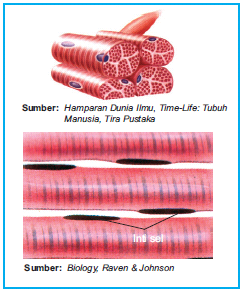 Sumber: Hamparan Dunia Ilmu, Time-Life: Tubuh
Manusia, Tira Pustaka
Inti sel
Sumber: Biology, Raven & Johnson